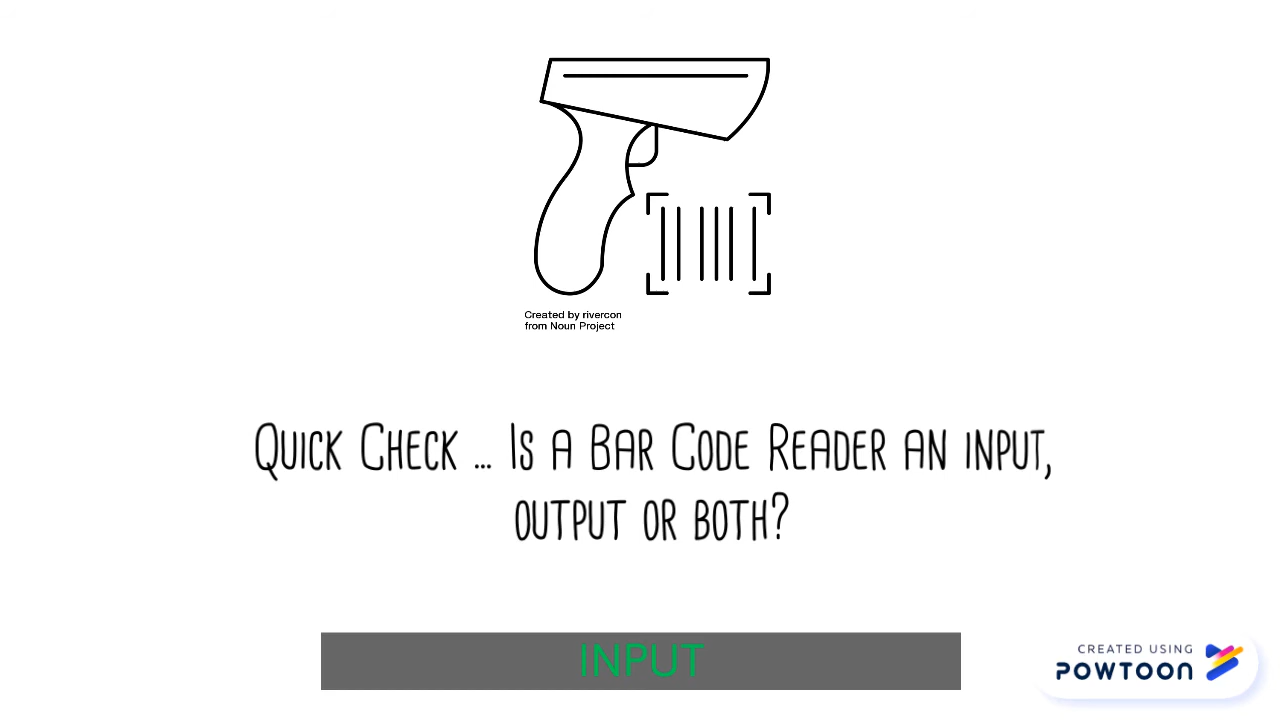 Created by rivercon
from Noun Project
Quick Check ... Is a Bar Code Reader an input,
output or both?
INPUT
CREATED USING
POWTOON